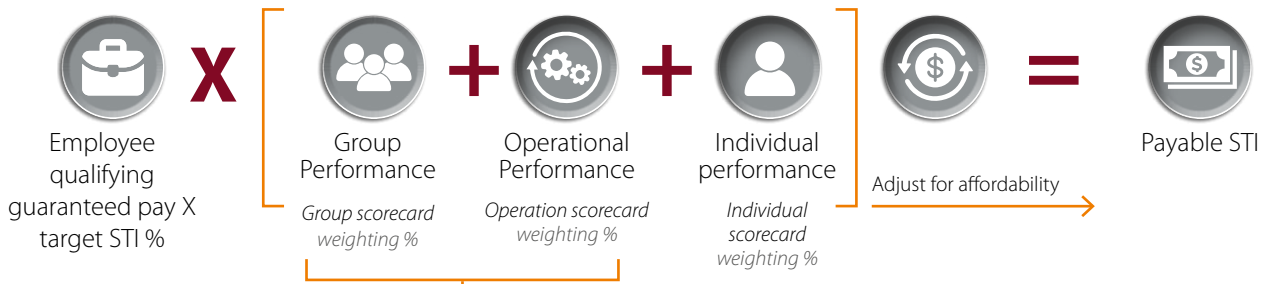 X
+
+
=
$
$
Employee
qualifying
guaranteed pay X
target STI %
Group
Performance
Group scorecard
weighting %
Operational
Performance
Operation scorecard
weighting %
Individual
performance
Individual
scorecard
weighting %
Adjust for affordability
Payable STI